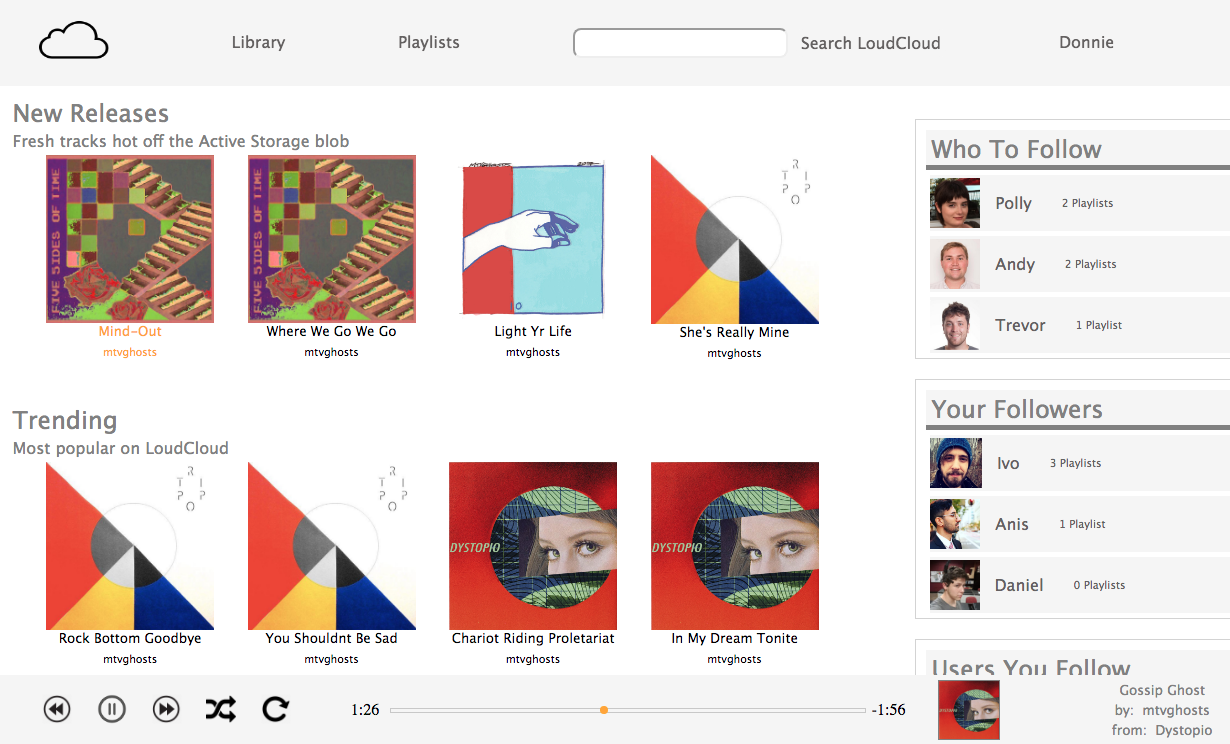 Library
Playlists
Search LoudCloud
Donnie
New Releases
Fresh tracks hot off the Active Storage blob
FIVE SIDES OF TIME
FIVE SIDES OF TIME
R
T I
P P
O
Mind-Out
mtvghosts
Where We Go We Go
mtvghosts
Light Yr Life
mtvghosts
She's Really Mine
mtvghosts
Trending
Most popular on LoudCloud
R
T I
P P
O
R
T I
P P
O
DYSTOPIO
DYSTOPIO
Rock Bottom Goodbye
mtvghosts
You Shouldnt Be Sad
mtvghosts
Chariot Riding Proletariat
mtvghosts
In My Dream Tonite
mtvghosts
Who To Follow
Polly 2 Playlists
Andy 2 Playlists
Trevor 1 Playlist
Your Followers
Ivo 3 Playlists
Anis 1 Playlist
Daniel 0 Playlists
Users You Follow
1:26
-1:56
Gossip Ghost
by: mtvghosts
from: Dystopio